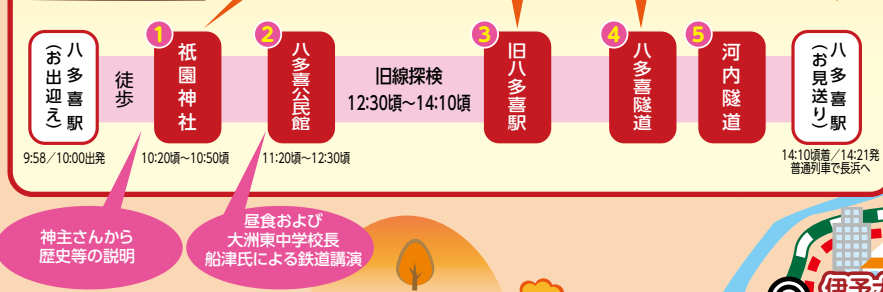 八多喜駅
(お出迎え)
徒歩
1
祇園神社
2
八多喜公民館
旧線探検
12:30頃~14:10頃
3
旧八多喜駅
4
八多喜隧道
5
河内隧道
八多喜駅
(お見送り)
9:58/10:00出発
10:20頃~10:50頃
11:20頃~12:30頃
14:10頃着/14:21発
普通列車で長浜へ
神主さんから
歴史等の説明
昼食および
大洲東中学校長
船津氏による鉄道講演
伊予大